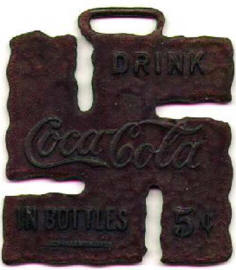 DRINK
Coca-Cola
IN BOTTLES 5¢